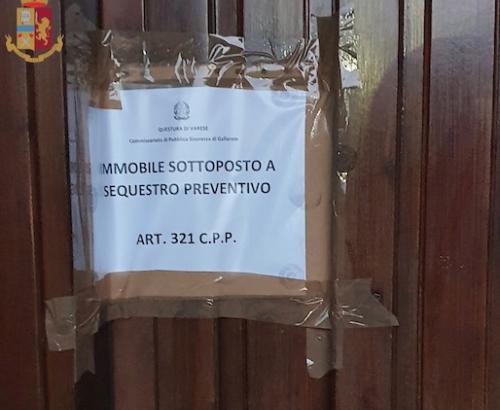 QUESTURA DI VARESE
Commissariato di Pubblica Sicurezza di Gallarate
IMMOBILE SOTTOPOSTO A
SEQUESTRO PREVENTIVO
ART. 321 C.P.P.